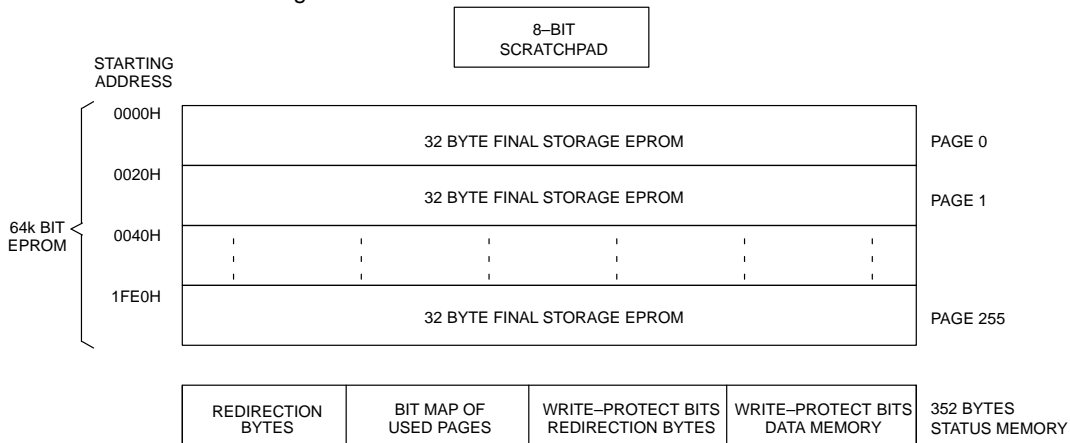 8–BIT
SCRATCHPAD
STARTING
ADDRESS
0000H
32 BYTE FINAL STORAGE EPROM
PAGE 0
0020H
32 BYTE FINAL STORAGE EPROM
PAGE 1
64k BIT
EPROM
0040H
1FE0H
32 BYTE FINAL STORAGE EPROM
PAGE 255
REDIRECTION
BYTES
BIT MAP OF
USED PAGES
WRITE–PROTECT BITS
REDIRECTION BYTES
WRITE–PROTECT BITS
DATA MEMORY
352 BYTES
STATUS MEMORY